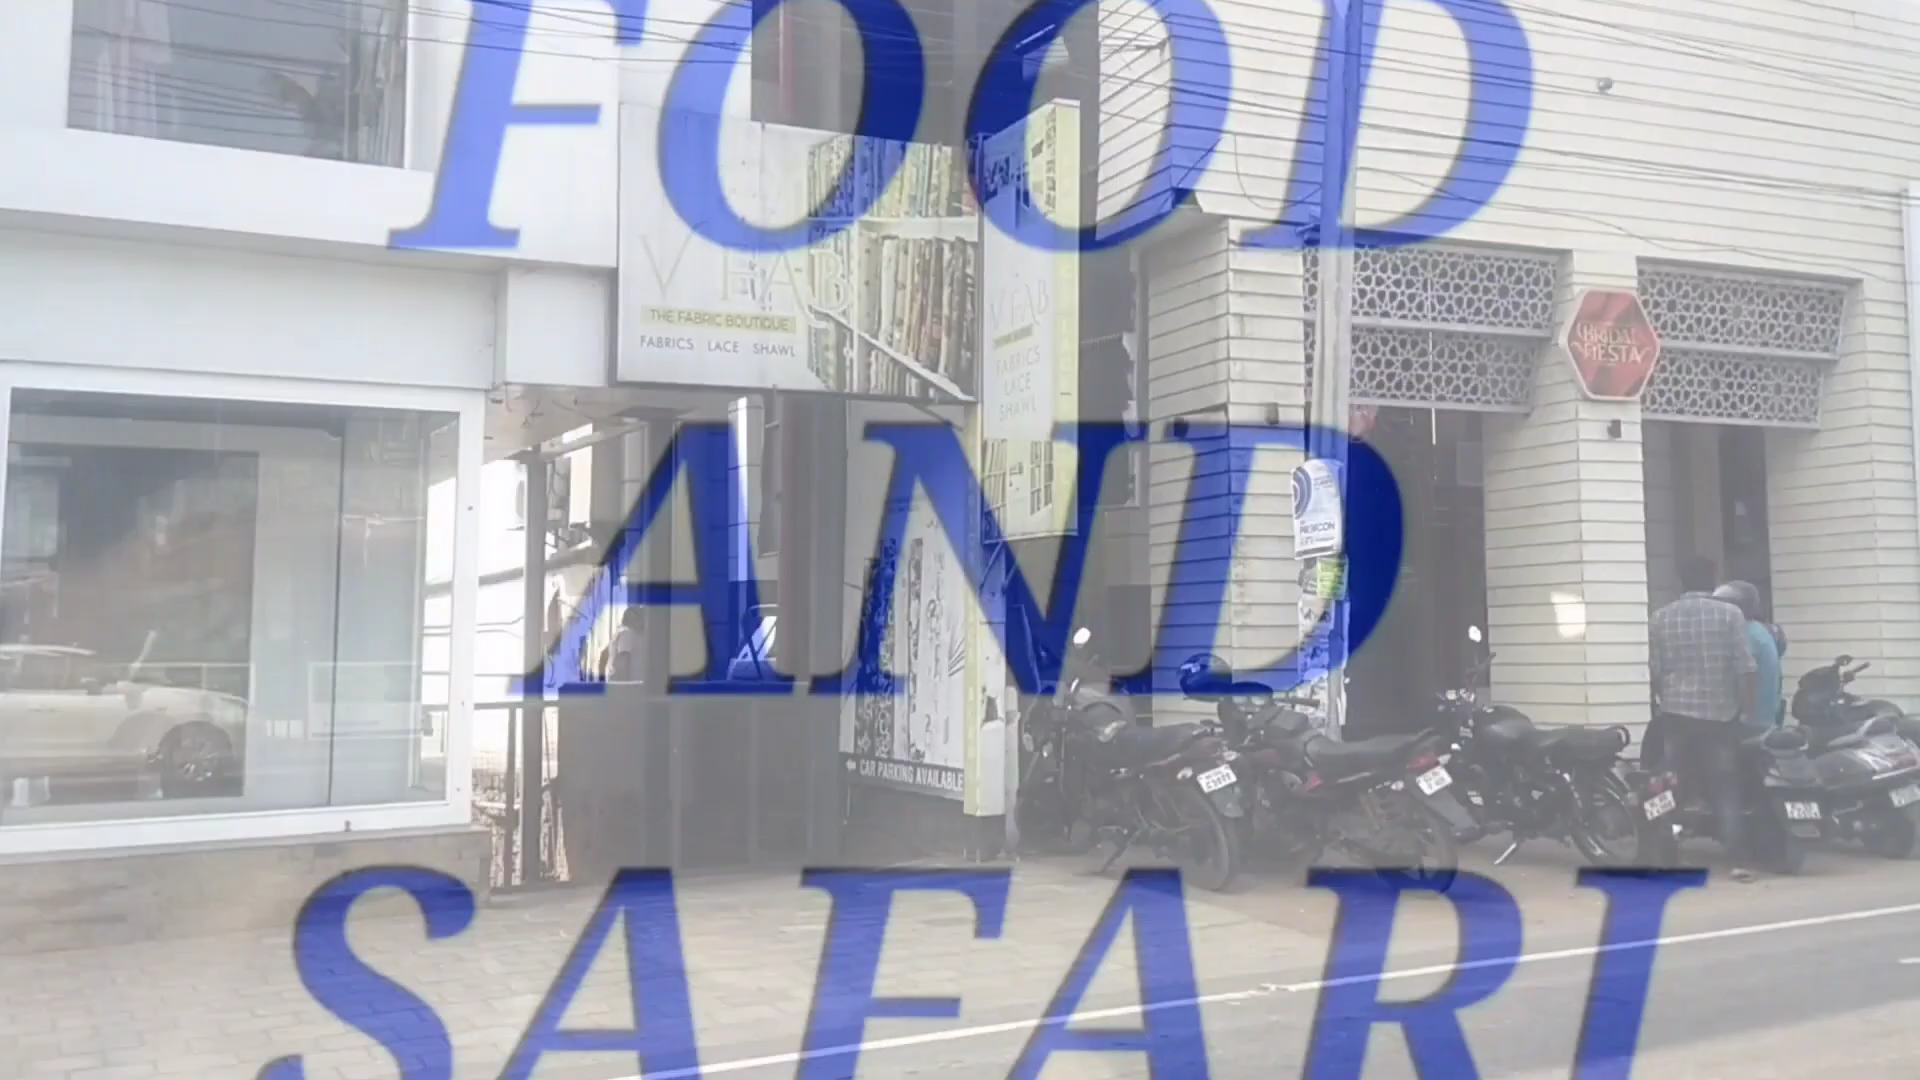 FOOD
V FAB
THE FABRIC BOUTIQUE
FABRICS LACE SHAWL
V FAB
FABRICS
LACE
SHAWL
BRIDAL
FIESTA
AND
CAR PARKING AVAILABLE
SAFARI